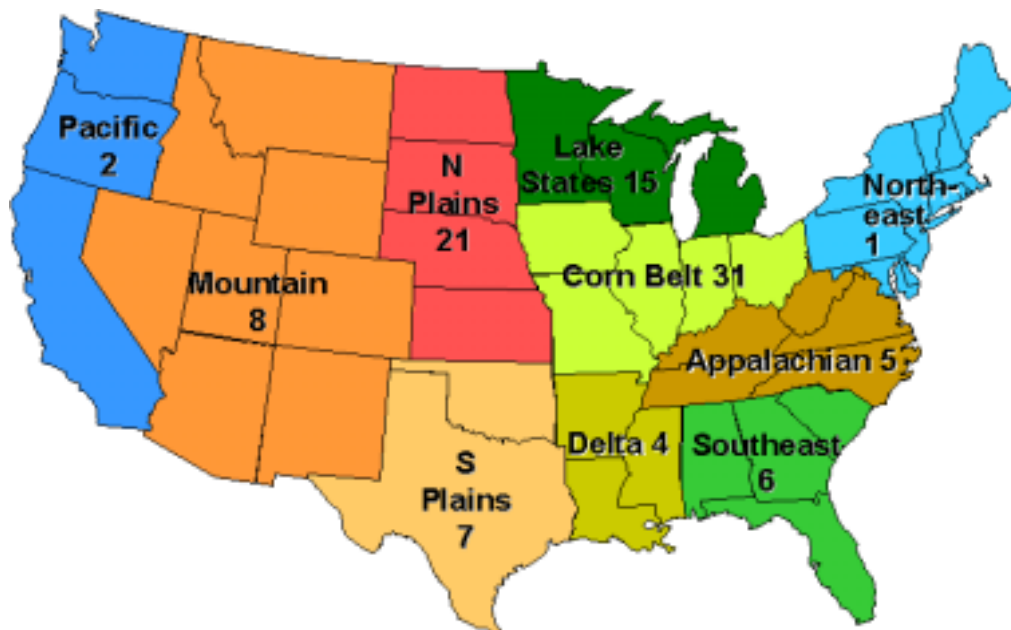 Pacific
2
N
Plains
21
Lake
States 15
North-
east
1
Mountain
8
Corn Belt 31
Appalachian 5
S
Plains
7
Delta 4
Southeast
6